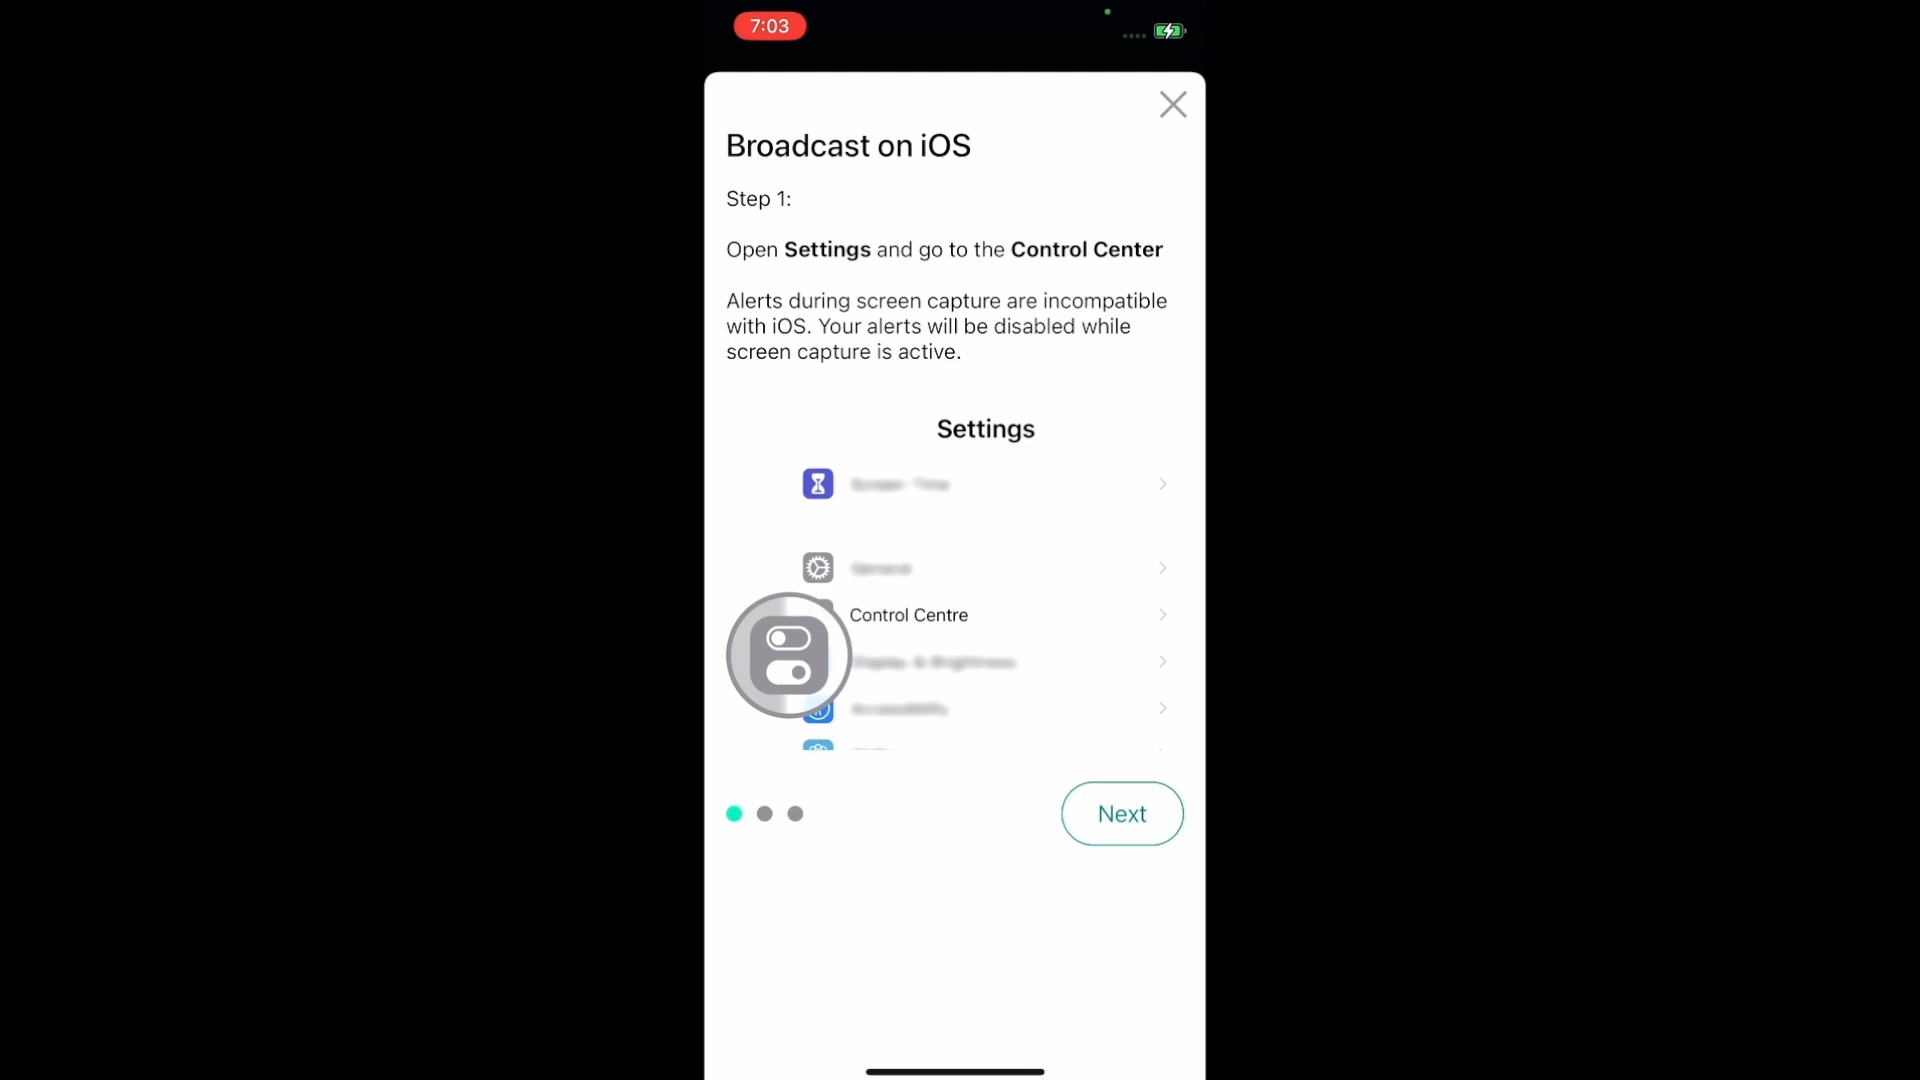 7:03
Broadcast on iOS
Step 1:
Open Settings and go to the Control Center
Alerts during screen capture are incompatible
with iOS. Your alerts will be disabled while
screen capture is active.
Settings
Control Centre
Next